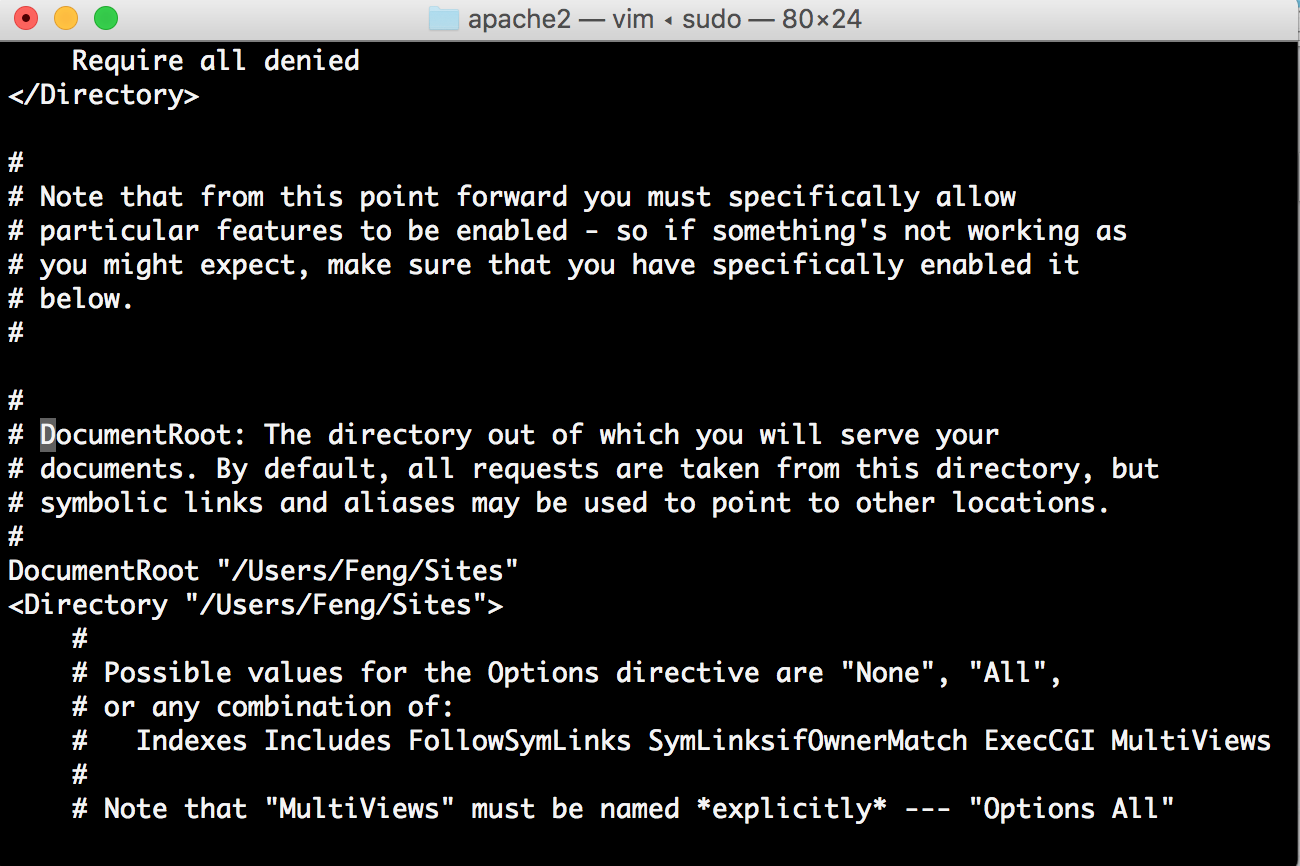 apache2 — vim ◂ sudo — 80×24
    Require all denied
</Directory>

#
# Note that from this point forward you must specifically allow
# particular features to be enabled - so if something's not working as
# you might expect, make sure that you have specifically enabled it
# below.
#

#
# DocumentRoot: The directory out of which you will serve your
# documents. By default, all requests are taken from this directory, but
# symbolic links and aliases may be used to point to other locations.
#
DocumentRoot "/Users/Feng/Sites"
<Directory "/Users/Feng/Sites">
    #
    # Possible values for the Options directive are "None", "All",
    # or any combination of:
    #   Indexes Includes FollowSymLinks SymLinksifOwnerMatch ExecCGI MultiViews
    #
    # Note that "MultiViews" must be named *explicitly* --- "Options All"